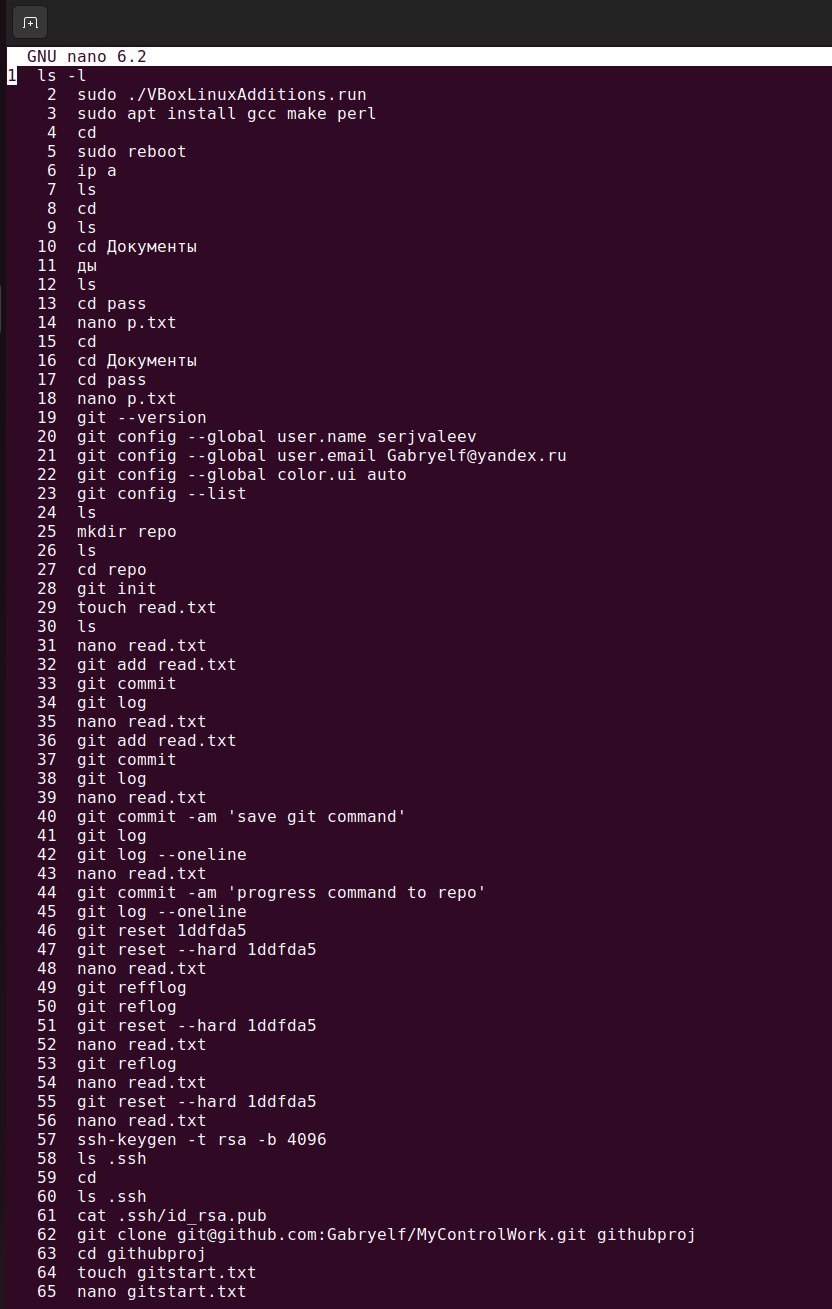 GNU nano 6.2
1  ls -l
2  sudo ./VBoxLinuxAdditions.run
3  sudo apt install gcc make perl
4  cd
5  sudo reboot
6  ip a
7  ls
8  cd
9  ls
10  cd Документы
11  ды
12  ls
13  cd pass
14  nano p.txt
15  cd
16  cd Документы
17  cd pass
18  nano p.txt
19  git --version
20  git config --global user.name serjvaleev
21  git config --global user.email Gabryelf@yandex.ru
22  git config --global color.ui auto
23  git config --list
24  ls
25  mkdir repo
26  ls
27  cd repo
28  git init
29  touch read.txt
30  ls
31  nano read.txt
32  git add read.txt
33  git commit
34  git log
35  nano read.txt
36  git add read.txt
37  git commit
38  git log
39  nano read.txt
40  git commit -am 'save git command'
41  git log
42  git log --oneline
43  nano read.txt
44  git commit -am 'progress command to repo'
45  git log --oneline
46  git reset 1ddfda5
47  git reset --hard 1ddfda5
48  nano read.txt
49  git refflog
50  git reflog
51  git reset --hard 1ddfda5
52  nano read.txt
53  git reflog
54  nano read.txt
55  git reset --hard 1ddfda5
56  nano read.txt
57  ssh-keygen -t rsa -b 4096
58  ls .ssh
59  cd
60  ls .ssh
61  cat .ssh/id_rsa.pub
62  git clone git@github.com:Gabryelf/MyControlWork.git githubproj
63  cd githubproj
64  touch gitstart.txt
65  nano gitstart.txt